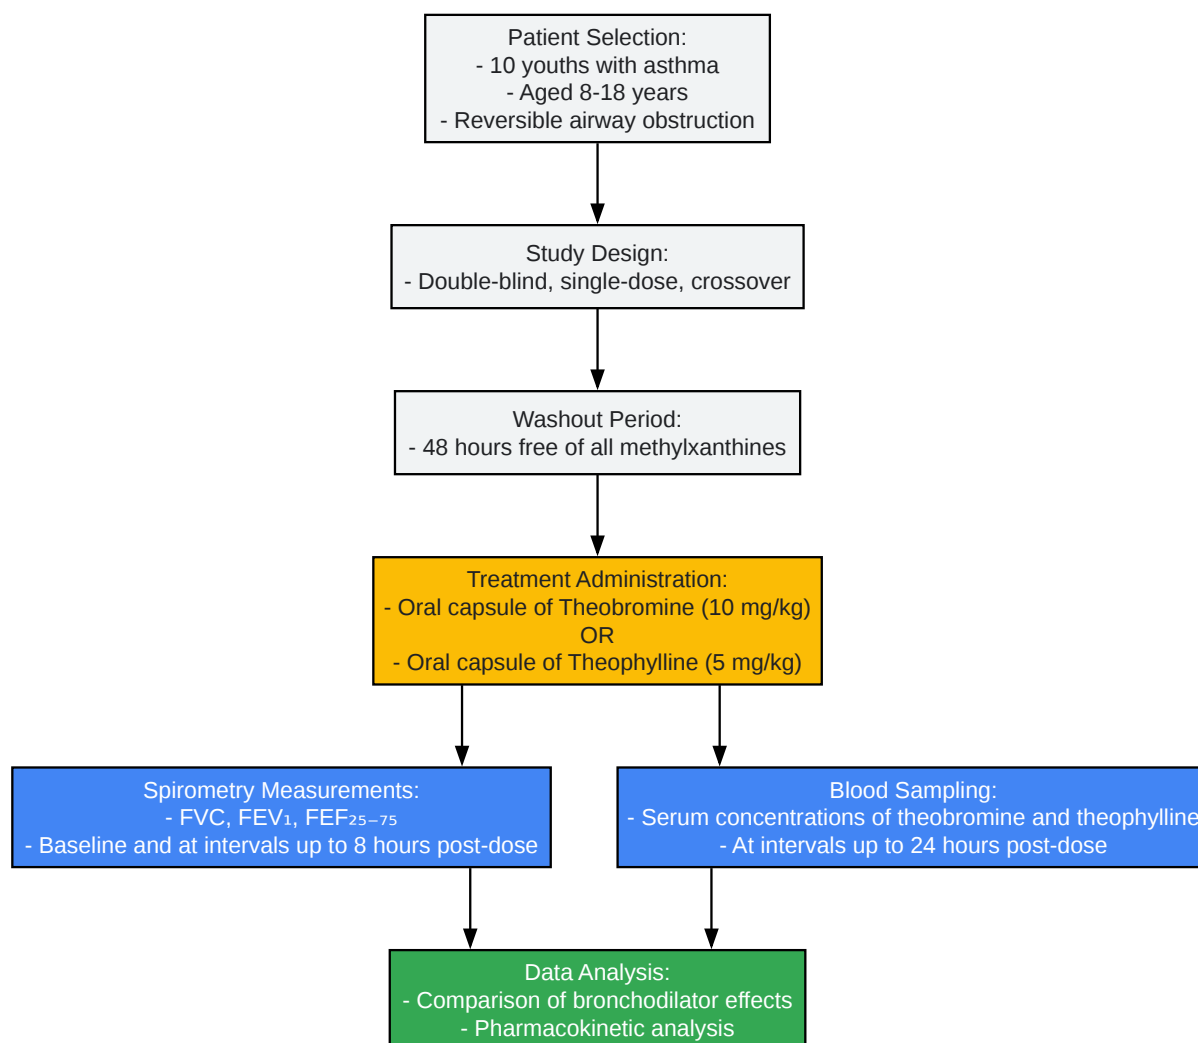 Patient Selection:
- 10 youths with asthma
- Aged 8-18 years
- Reversible airway obstruction
Study Design:
- Double-blind, single-dose, crossover
Washout Period:
- 48 hours free of all methylxanthines
Treatment Administration:
- Oral capsule of Theobromine (10 mg/kg)
OR
- Oral capsule of Theophylline (5 mg/kg)
Spirometry Measurements:
- FVC, FEV₁, FEF₂₅₋₇₅
- Baseline and at intervals up to 8 hours post-dose
Blood Sampling:
- Serum concentrations of theobromine and theophylline
- At intervals up to 24 hours post-dose
Data Analysis:
- Comparison of bronchodilator effects
- Pharmacokinetic analysis